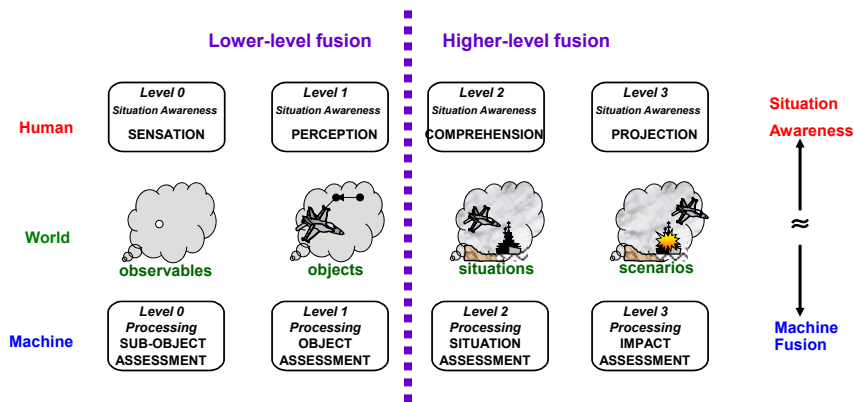 Lower-level fusion
Higher-level fusion
Level 0
Situation Awareness
SENSATION
Level 1
Situation Awareness
PERCEPTION
Level 2
Situation Awareness
COMPREHENSION
Level 3
Situation Awareness
PROJECTION
Human
Situation
Awareness
World
observables
objects
situations
scenarios
≈
Machine
Level 0
Processing
SUB-OBJECT
ASSESSMENT
Level 1
Processing
OBJECT
ASSESSMENT
Level 2
Processing
SITUATION
ASSESSMENT
Level 3
Processing
IMPACT
ASSESSMENT
Machine
Fusion